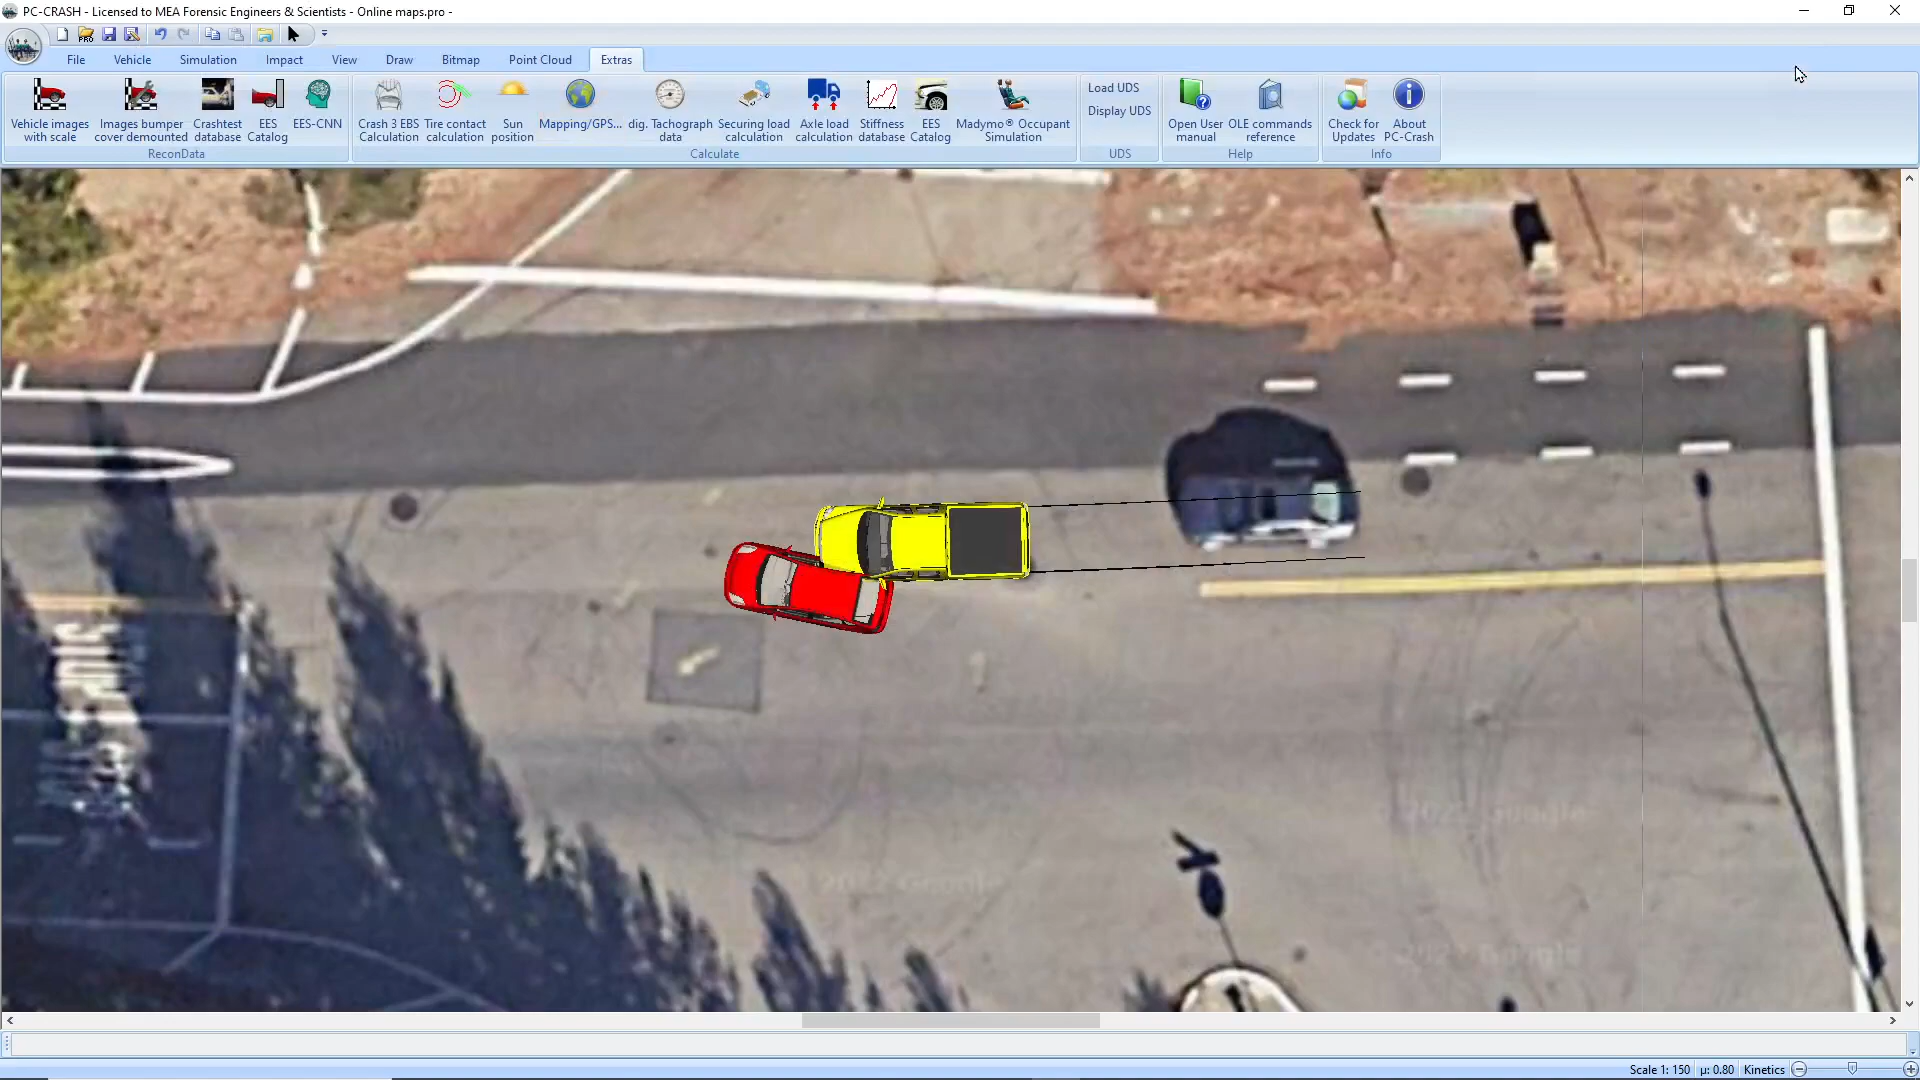 PC-CRASH - Licensed to MEA Forensic Engineers & Scientists - Online maps.pro -
File Vehicle Simulation Impact View Draw Bitmap Point Cloud Extras
Vehicle images with scale
Images bumper cover demounted
Crashtest database
EES Catalog
EES-CNN
ReconData
Crash 3 EBS Calculation
Tire contact calculation
Sun position
Mapping/GPS...
dig. Tachograph data
Securing load calculation
Axle load calculation
Stiffness database
EES Catalog
Madymo® Occupant Simulation
Calculate
Load UDS
Display UDS
UDS
Open User manual
OLE commands reference
Help
Check for Updates
About PC-Crash
Info
© 2022 Google
Scale 1: 150 µ: 0.80 Kinetics